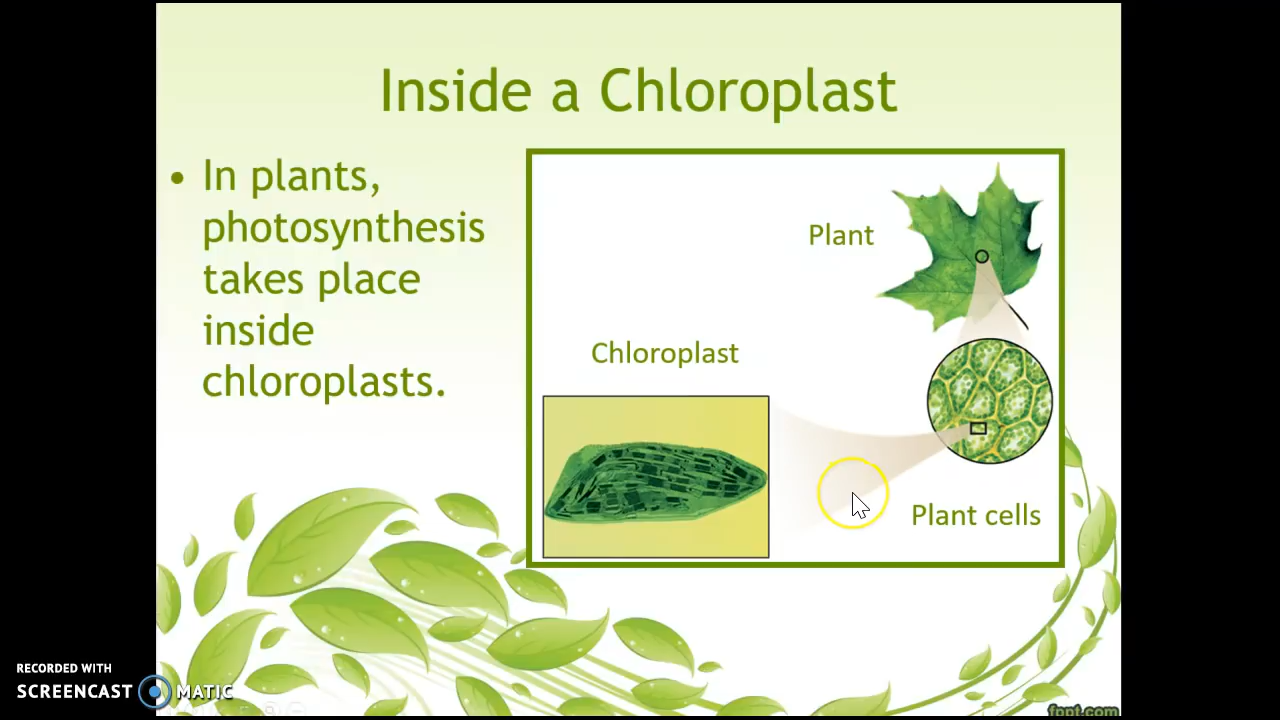 Inside a Chloroplast
• In plants,
photosynthesis
takes place
inside
chloroplasts.
Plant
Chloroplast
Plant cells
RECORDED WITH
SCREENCAST MATIC
fppt.com